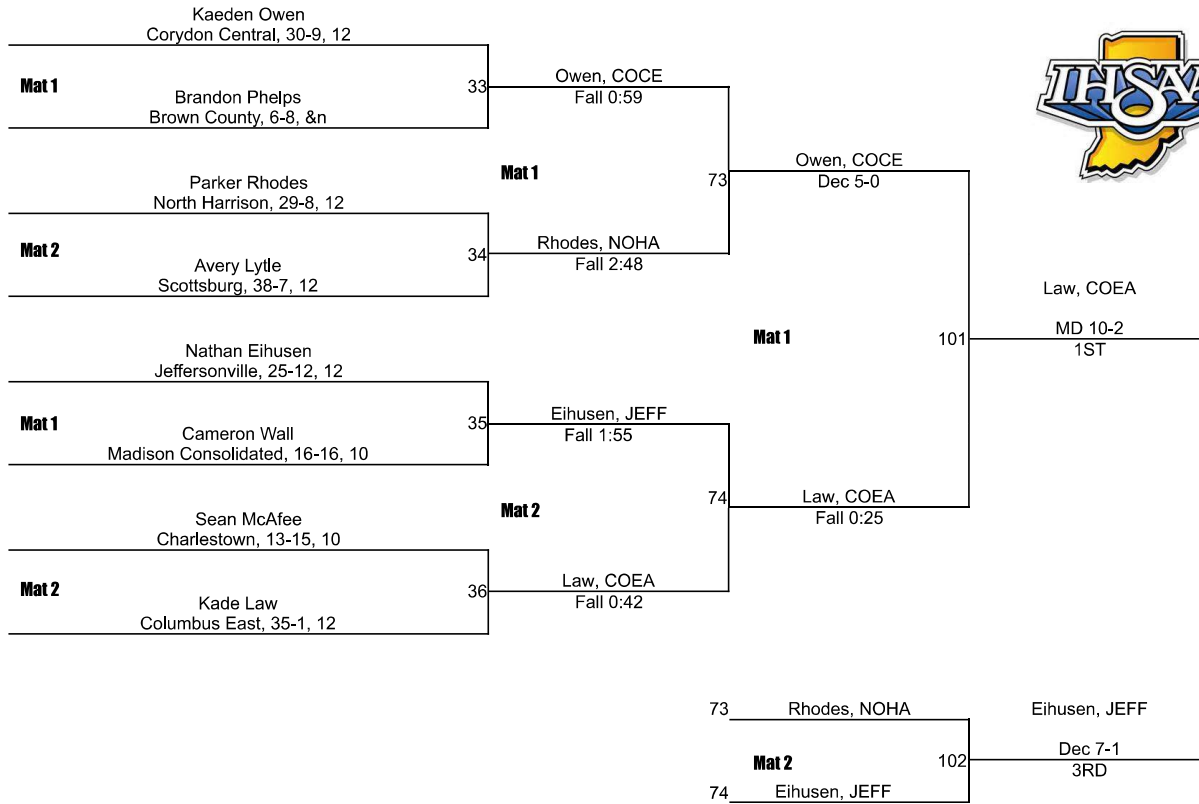 Kaeden Owen
Corydon Central, 30-9, 12
Mat 1
33
Brandon Phelps
Brown County, 6-8, &n
Owen, COCE
Fall 0:59
Parker Rhodes
North Harrison, 29-8, 12
Mat 2
34
Avery Lytle
Scottsburg, 38-7, 12
Rhodes, NOHA
Fall 2:48
Mat 1
73
Owen, COCE
Dec 5-0
Nathan Eihusen
Jeffersonville, 25-12, 12
Mat 1
35
Cameron Wall
Madison Consolidated, 16-16, 10
Eihusen, JEFF
Fall 1:55
Sean McAfee
Charlestown, 13-15, 10
Mat 2
36
Kade Law
Columbus East, 35-1, 12
Law, COEA
Fall 0:42
Mat 2
74
Law, COEA
Fall 0:25
Mat 1
101
Law, COEA
MD 10-2
1ST
IHSAA
73
Rhodes, NOHA
Mat 2
102
74
Eihusen, JEFF
Eihusen, JEFF
Dec 7-1
3RD